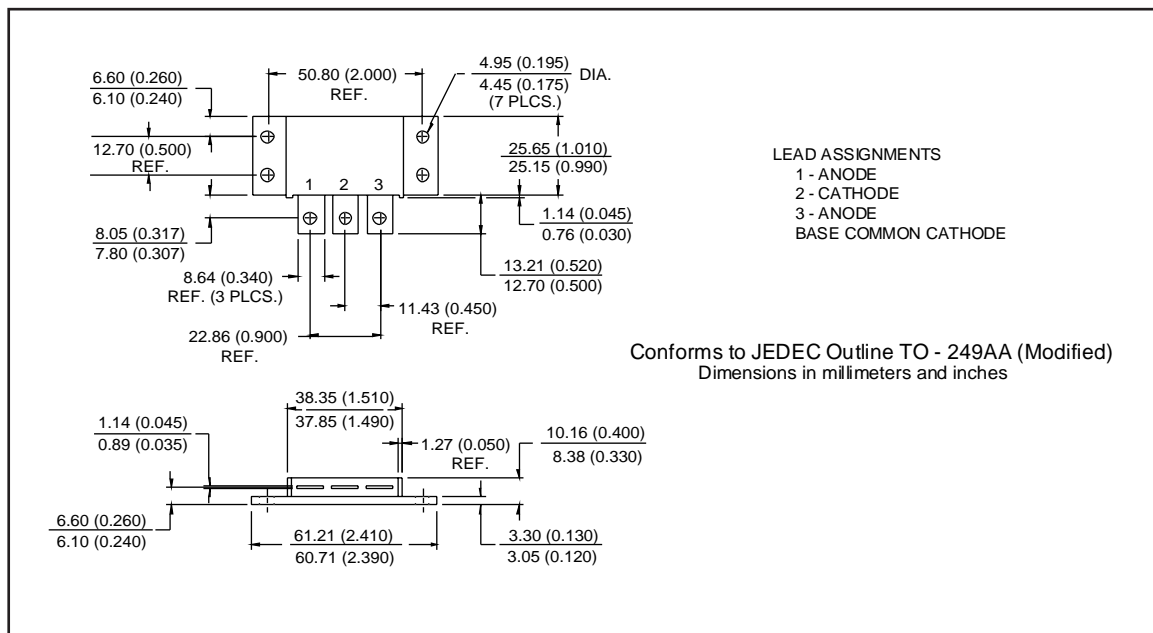 6.60 (0.260)
6.10 (0.240)
50.80 (2.000)
REF.
4.95 (0.195)
4.45 (0.175)
DIA.
(7 PLCS.)
12.70 (0.500)
REF.
25.65 (1.010)
25.15 (0.990)
1 2 3
8.05 (0.317)
7.80 (0.307)
1.14 (0.045)
0.76 (0.030)
8.64 (0.340)
REF. (3 PLCS.)
13.21 (0.520)
12.70 (0.500)
11.43 (0.450)
REF.
22.86 (0.900)
REF.
LEAD ASSIGNMENTS
1 - ANODE
2 - CATHODE
3 - ANODE
BASE COMMON CATHODE
Conforms to JEDEC Outline TO - 249AA (Modified)
Dimensions in millimeters and inches
38.35 (1.510)
37.85 (1.490)
1.14 (0.045)
0.89 (0.035)
1.27 (0.050)
REF.
10.16 (0.400)
8.38 (0.330)
6.60 (0.260)
6.10 (0.240)
61.21 (2.410)
60.71 (2.390)
3.30 (0.130)
3.05 (0.120)